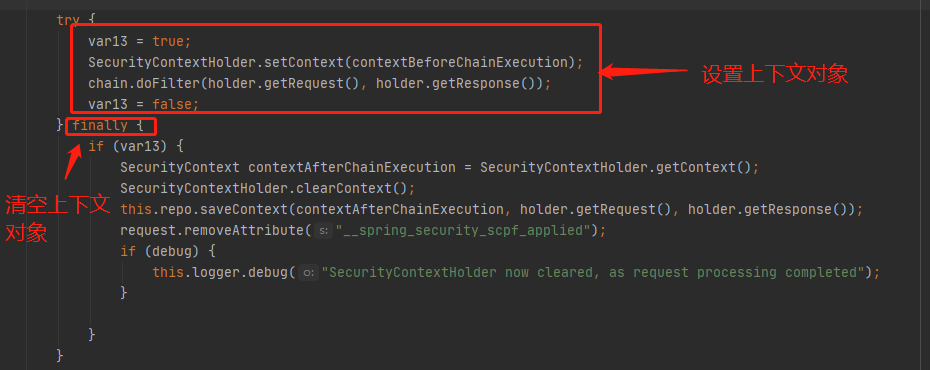 try {
var13 = true;
SecurityContextHolder.setContext(contextBeforeChainExecution);
chain.doFilter(holder.getRequest(), holder.getResponse());
var13 = false;
设置上下文对象
} finally {
if (var13) {
SecurityContext contextAfterChainExecution = SecurityContextHolder.getContext();
SecurityContextHolder.clearContext();
清空上下文
对象
this.repo.saveContext(contextAfterChainExecution, holder.getRequest(), holder.getResponse());
request.removeAttribute( s: "__spring_security_scpf_applied");
if (debug) {
this.logger.debug( o: "SecurityContextHolder now cleared, as request processing completed");
}
}
}